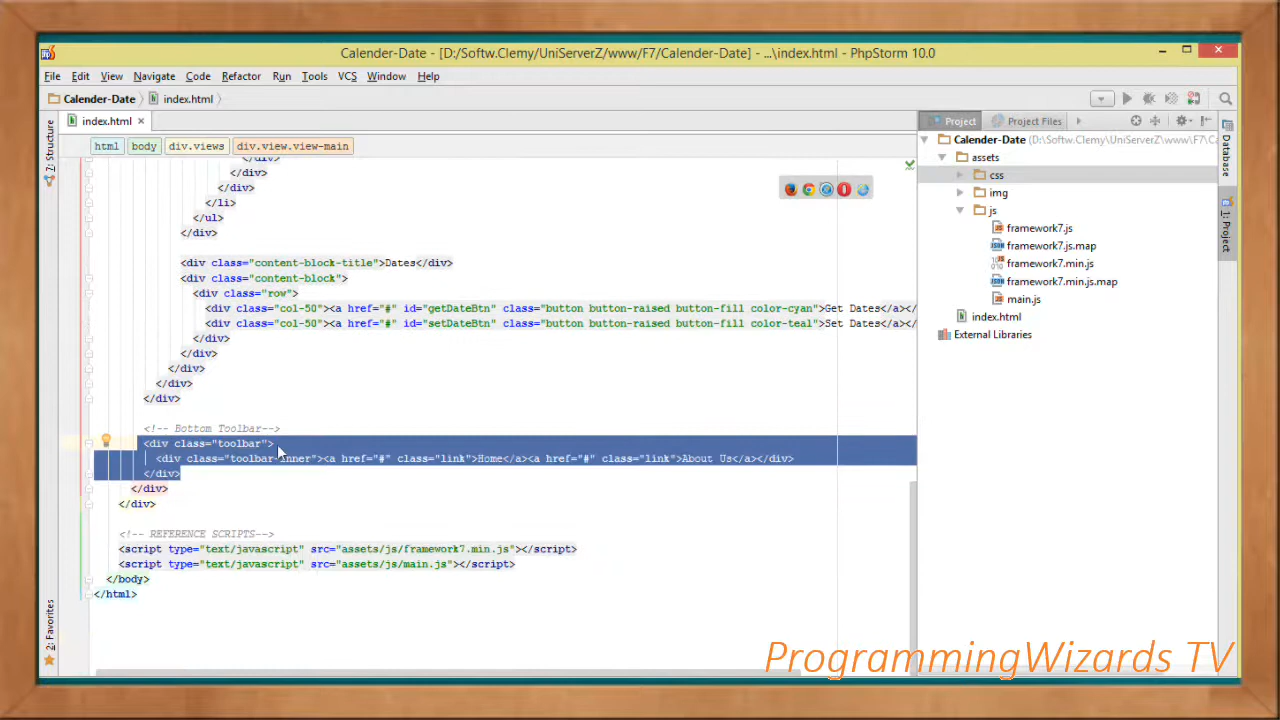 Calender-Date - [D:/Softw.Clemy/UniServerZ/www/F7/Calender-Date] - ...\index.html - PhpStorm 10.0
File Edit View Navigate Code Refactor Run Tools VCS Window Help
Calender-Date index.html
index.html
Project Project Files
html body div.views div.view.view-main
7: Structure
Database
1: Project
2: Favorites
</div>
</div>
</div>
</li>
</ul>
</div>
<div class="content-block-title">Dates</div>
<div class="content-block">
<div class="row">
<div class="col-50"><a href="#" id="getDateBtn" class="button button-raised button-fill color-cyan">Get Dates</a></
<div class="col-50"><a href="#" id="setDateBtn" class="button button-raised button-fill color-teal">Set Dates</a></
</div>
</div>
</div>
</div>
</div>
<!-- Bottom Toolbar-->
<div class="toolbar">
<div class="toolbar-inner"><a href="#" class="link">Home</a><a href="#" class="link">About Us</a></div>
</div>
</div>
</div>
<!-- REFERENCE SCRIPTS-->
<script type="text/javascript" src="assets/js/framework7.min.js"></script>
<script type="text/javascript" src="assets/js/main.js"></script>
</body>
</html>
Calender-Date (D:\Softw.Clemy\UniServerZ\www\F7\Ca
assets
css
img
js
framework7.js
framework7.js.map
framework7.min.js
framework7.min.js.map
main.js
index.html
External Libraries
ProgrammingWizards TV